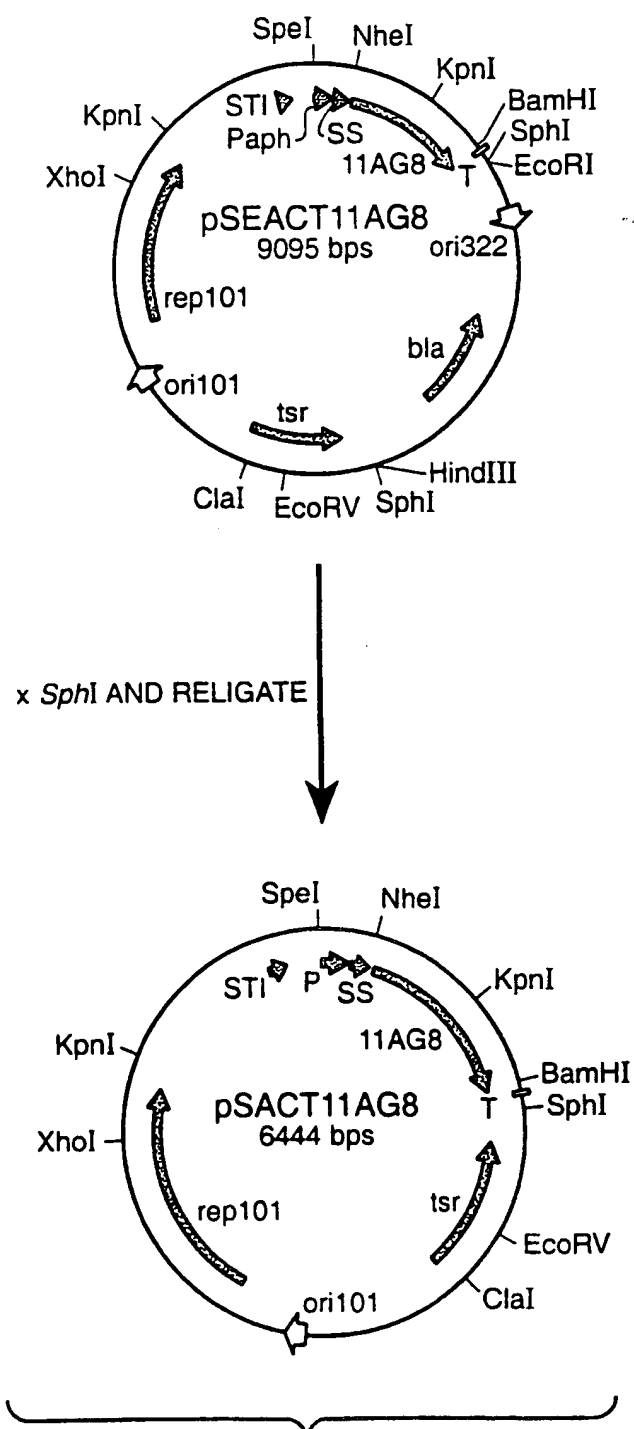 SpeI
NheI
KpnI
BamHI
SphI
EcoRI
STI
Paph
SS
11AG8
T
KpnI
XhoI
pSEACT11AG8
9095 bps
ori322
rep101
bla
ori101
tsr
HindIII
ClaI
EcoRV
SphI
x SphI AND RELIGATE
SpeI
NheI
STI
P
SS
KpnI
11AG8
KpnI
BamHI
T
SphI
XhoI
pSACT11AG8
6444 bps
rep101
tsr
EcoRV
ori101
ClaI